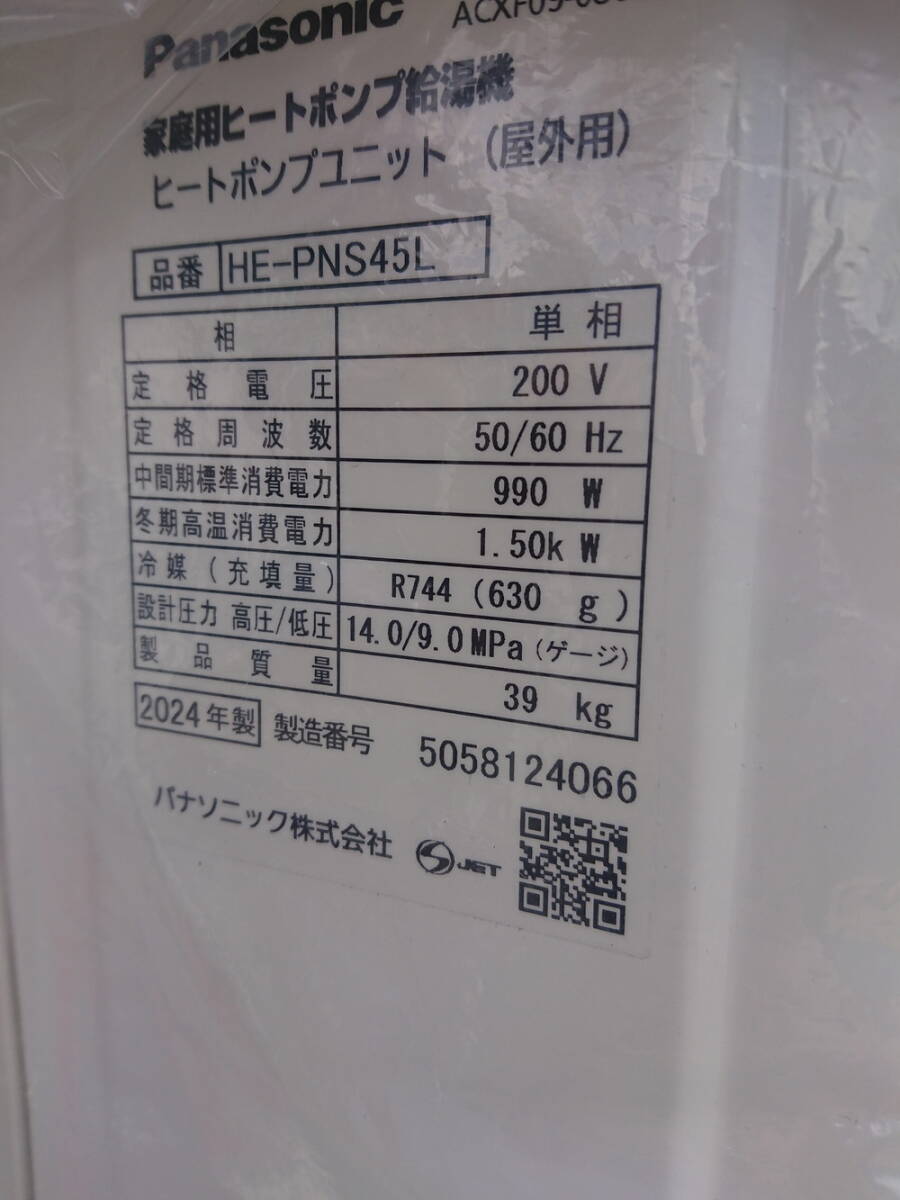 Panasonic
家庭用ヒートポンプ給湯機
ヒートポンプユニット (屋外用)
品番 HE-PNS45L
相 単相
定格電圧 200 V
定格周波数 50/60 Hz
中間期標準消費電力 990 W
冬期高温消費電力 1.50k W
冷媒(充填量) R744 (630 g)
設計圧力 高圧/低圧 14.0/9.0 MPa (ゲージ)
製品質量 39 kg
2024年製 製造番号 5058124066
パナソニック株式会社 S JET